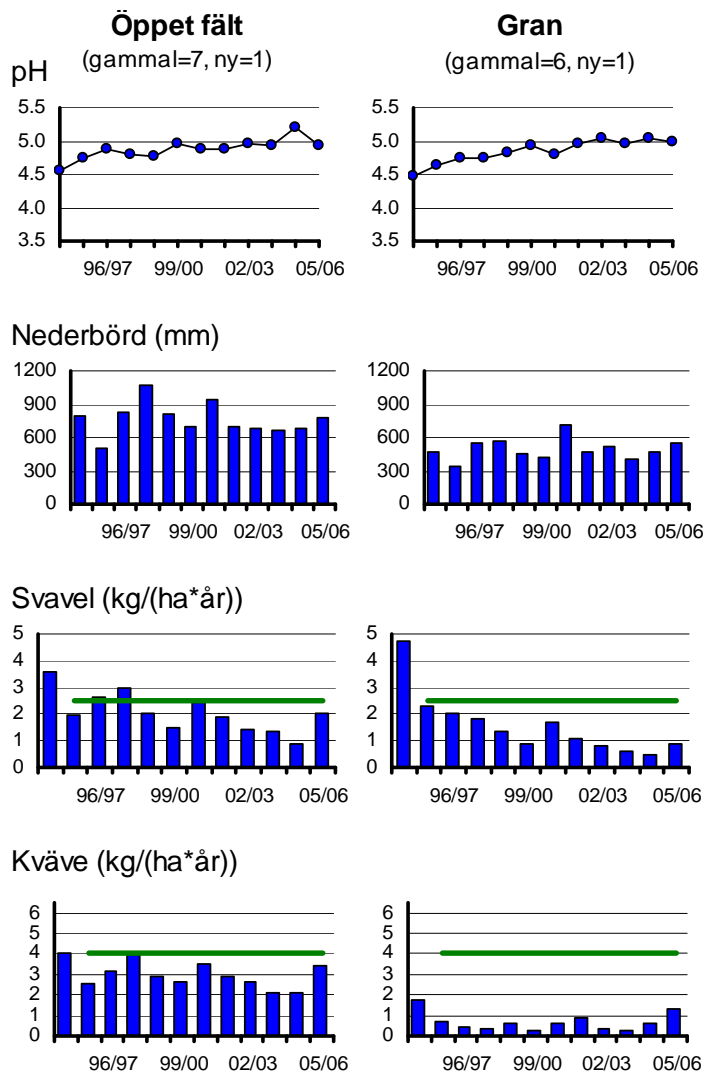 Öppet fält Gran
(gammal=7, ny=1) (gammal=6, ny=1)
pH
5.5 5.5
5.0 5.0
4.5 4.5
4.0 4.0
3.5 3.5
96/97 99/00 02/03 05/06 96/97 99/00 02/03 05/06
Nederbörd (mm)
1200 1200
900 900
600 600
300 300
0 0
96/97 99/00 02/03 05/06 96/97 99/00 02/03 05/06
Svavel (kg/(ha*år))
5 5
4 4
3 3
2 2
1 1
0 0
96/97 99/00 02/03 05/06 96/97 99/00 02/03 05/06
Kväve (kg/(ha*år))
6 6
5 5
4 4
3 3
2 2
1 1
0 0
96/97 99/00 02/03 05/06 96/97 99/00 02/03 05/06